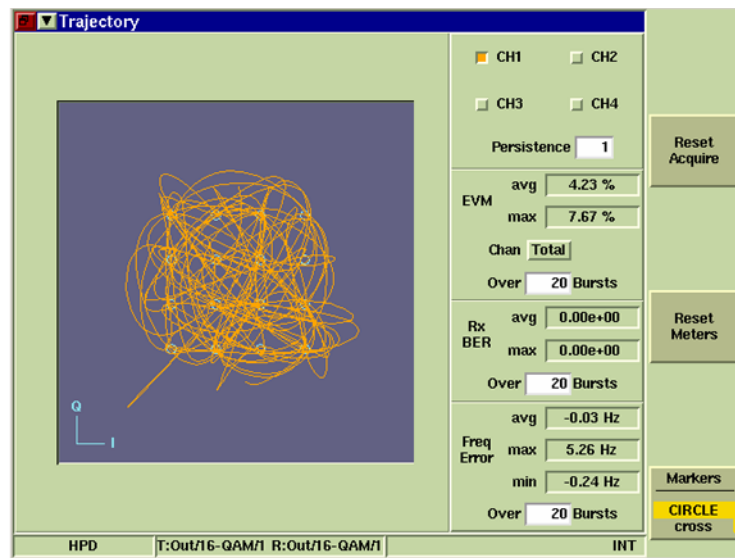 Trajectory
CH1 CH2
CH3 CH4
Persistence 1
EVM
avg 4.23 %
max 7.67 %
Chan Total
Over 20 Bursts
Rx BER
avg 0.00e+00
max 0.00e+00
Over 20 Bursts
Freq Error
avg -0.03 Hz
max 5.26 Hz
min -0.24 Hz
Over 20 Bursts
Q
I
Reset
Acquire
Reset
Meters
Markers
CIRCLE
cross
HPD T:Out/16-QAM/1 R:Out/16-QAM/1 INT